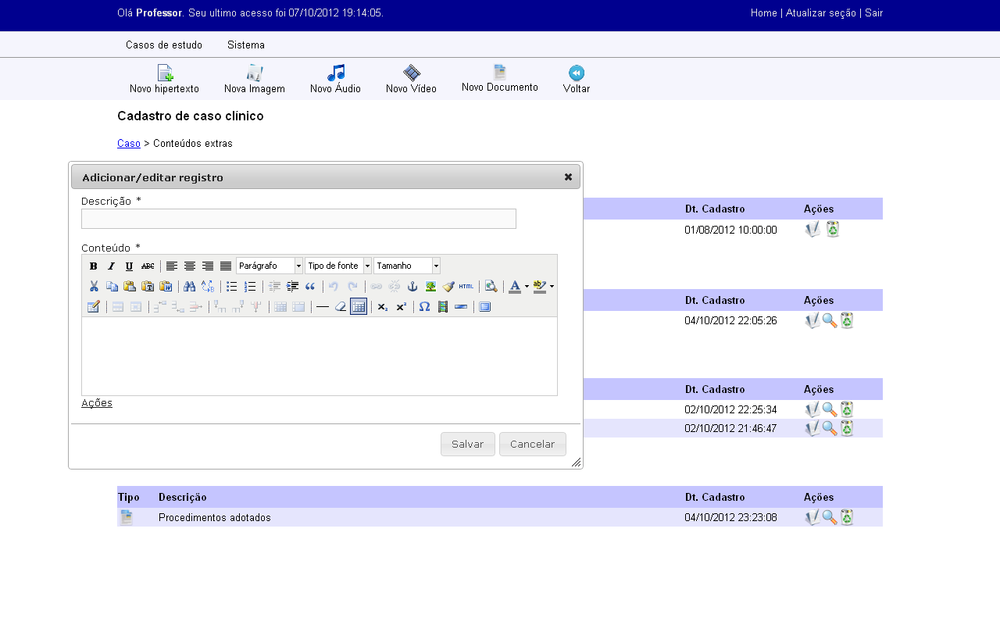 Olá Professor. Seu ultimo acesso foi 07/10/2012 19:14:05.
Home | Atualizar seção | Sair
Casos de estudo Sistema
Novo hipertexto Nova Imagem Novo Áudio Novo Vídeo Novo Documento Voltar
Cadastro de caso clínico
Caso > Conteúdos extras
Adicionar/editar registro
Descrição *
Conteúdo *
B I U ABC Parágrafo Tipo de fonte Tamanho
HTML A ab
x₂ x² Ω
Ações
Salvar Cancelar
Dt. Cadastro Ações
01/08/2012 10:00:00
Dt. Cadastro Ações
04/10/2012 22:05:26
Dt. Cadastro Ações
02/10/2012 22:25:34
02/10/2012 21:46:47
Tipo Descrição Dt. Cadastro Ações
Procedimentos adotados 04/10/2012 23:23:08